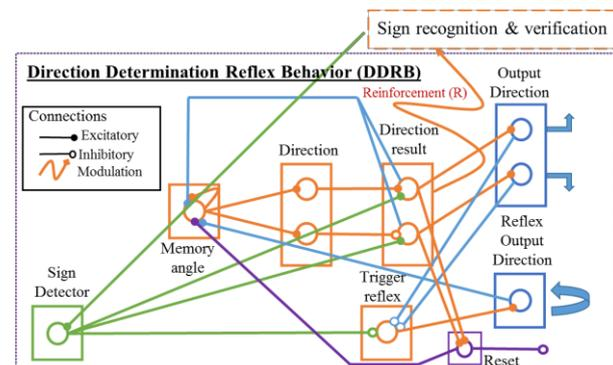 Sign recognition & verification
Direction Determination Reflex Behavior (DDRB)
Output
Direction
Reinforcement (R)
Connections
Excitatory
Inhibitory
Modulation
Direction
Direction
result
Memory
angle
Reflex
Output
Direction
Sign
Detector
Trigger
reflex
Reset